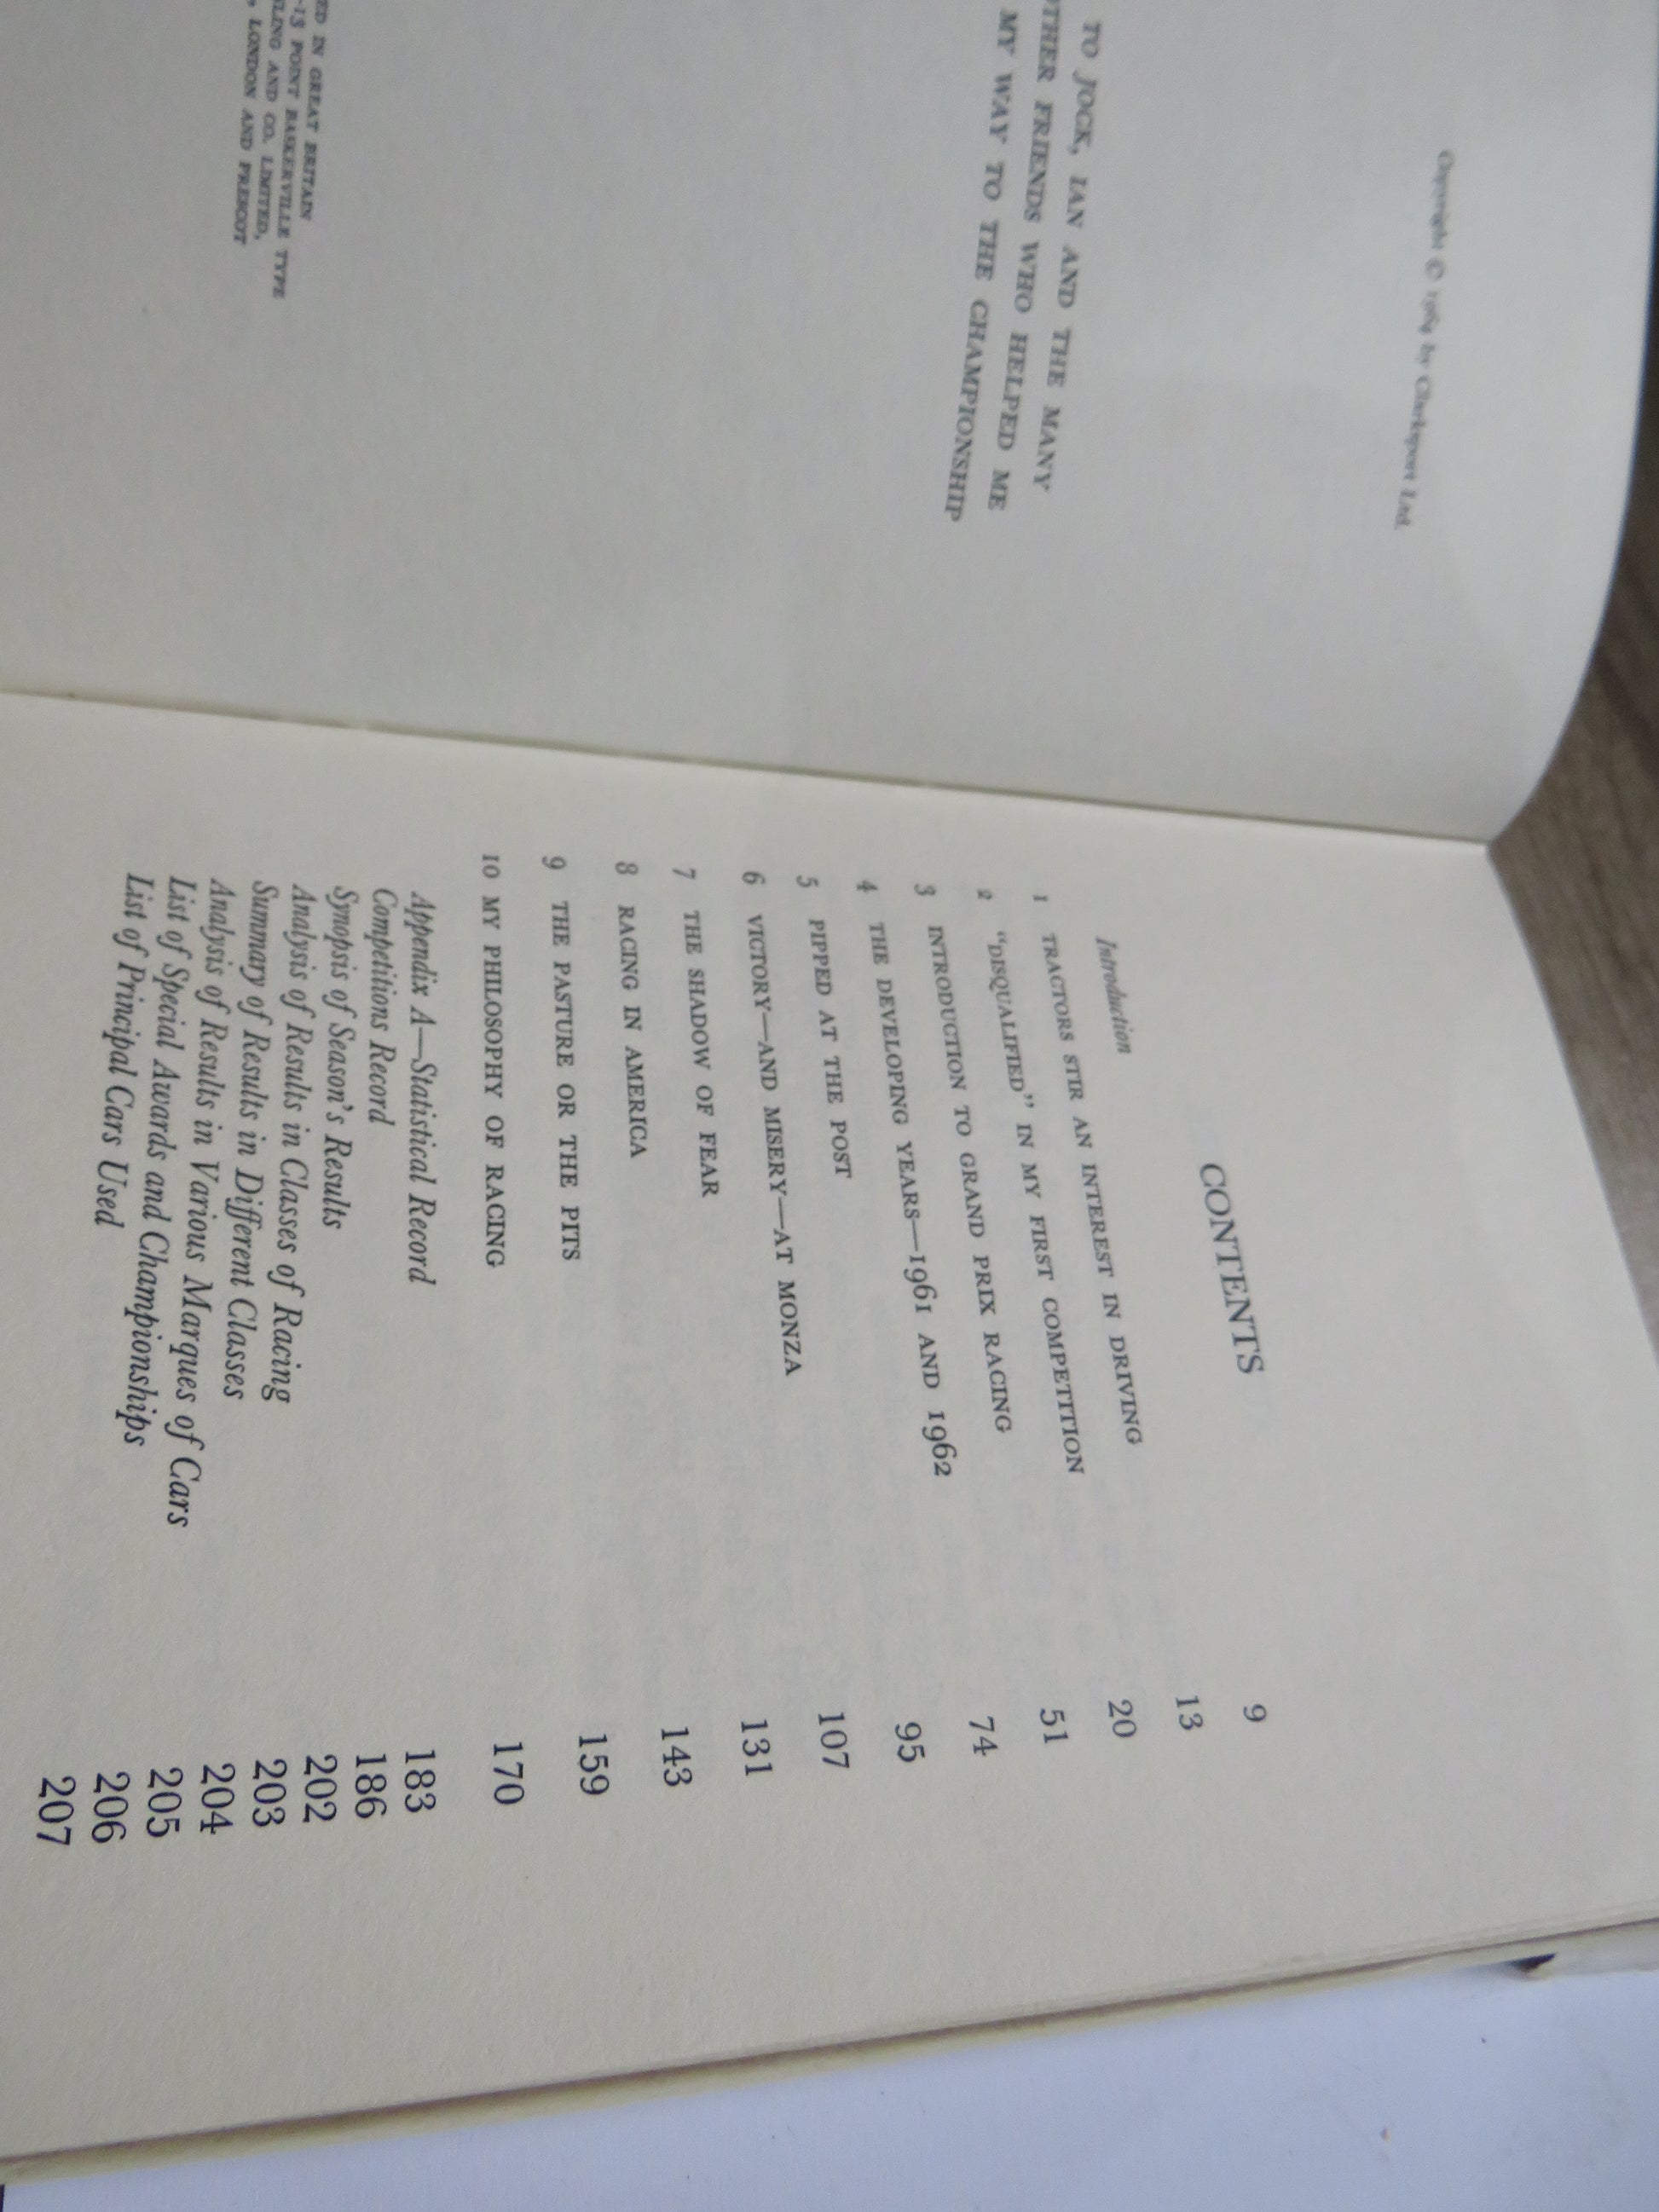 Copyright © 1964 by Clarksport Ltd.
TO JOCK, IAN AND THE MANY
OTHER FRIENDS WHO HELPED ME
MY WAY TO THE CHAMPIONSHIP
IN GREAT BRITAIN
-13 POINT BASKERVILLE TYPE
AND CO. LIMITED,
LONDON AND PRESCOT
CONTENTS
Introduction 9
1 TRACTORS STIR AN INTEREST IN DRIVING 13
2 “DISQUALIFIED” IN MY FIRST COMPETITION 20
3 INTRODUCTION TO GRAND PRIX RACING 51
4 THE DEVELOPING YEARS—1961 AND 1962 74
5 PIPPED AT THE POST 95
6 VICTORY—AND MISERY—AT MONZA 107
7 THE SHADOW OF FEAR 131
8 RACING IN AMERICA 143
9 THE PASTURE OR THE PITS 159
10 MY PHILOSOPHY OF RACING 170
Appendix A—Statistical Record 183
Competitions Record 186
Synopsis of Season's Results 202
Analysis of Results in Classes of Racing 203
Summary of Results in Different Classes 204
Analysis of Results in Various Marques of Cars 205
List of Special Awards and Championships 206
List of Principal Cars Used 207